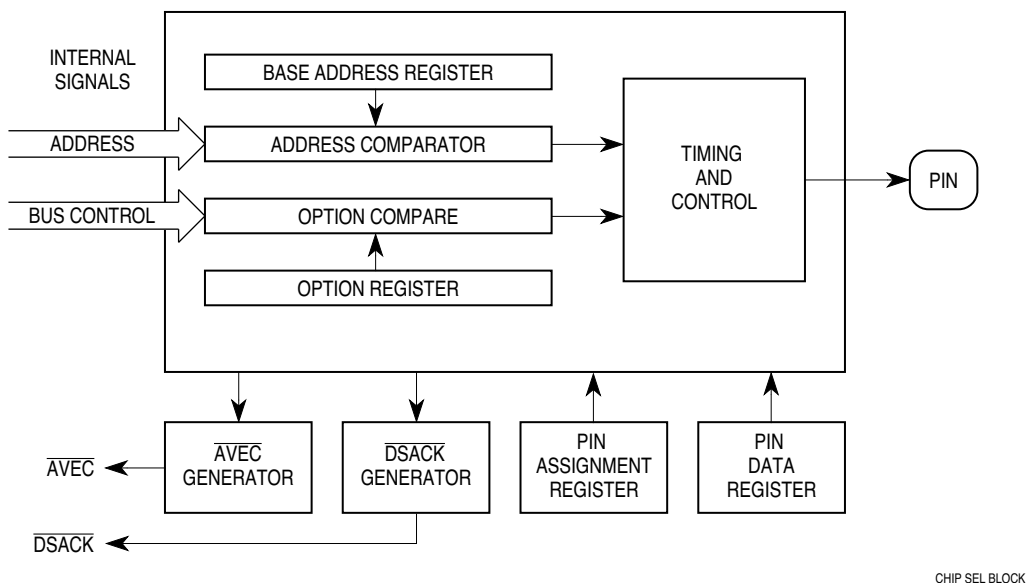 INTERNAL
SIGNALS
BASE ADDRESS REGISTER
ADDRESS
ADDRESS COMPARATOR
TIMING
AND
CONTROL
PIN
BUS CONTROL
OPTION COMPARE
OPTION REGISTER
AVEC
AVEC
GENERATOR
DSACK
GENERATOR
PIN
ASSIGNMENT
REGISTER
PIN
DATA
REGISTER
DSACK
CHIP SEL BLOCK